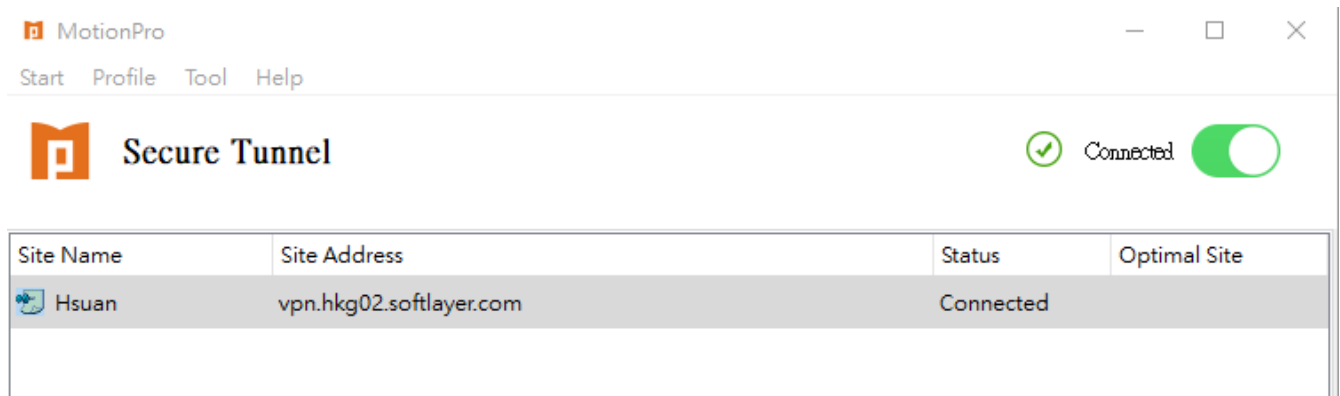 MotionPro
Start Profile Tool Help
Secure Tunnel Connected
Site Name Site Address Status Optimal Site
Hsuan vpn.hkg02.softlayer.com Connected